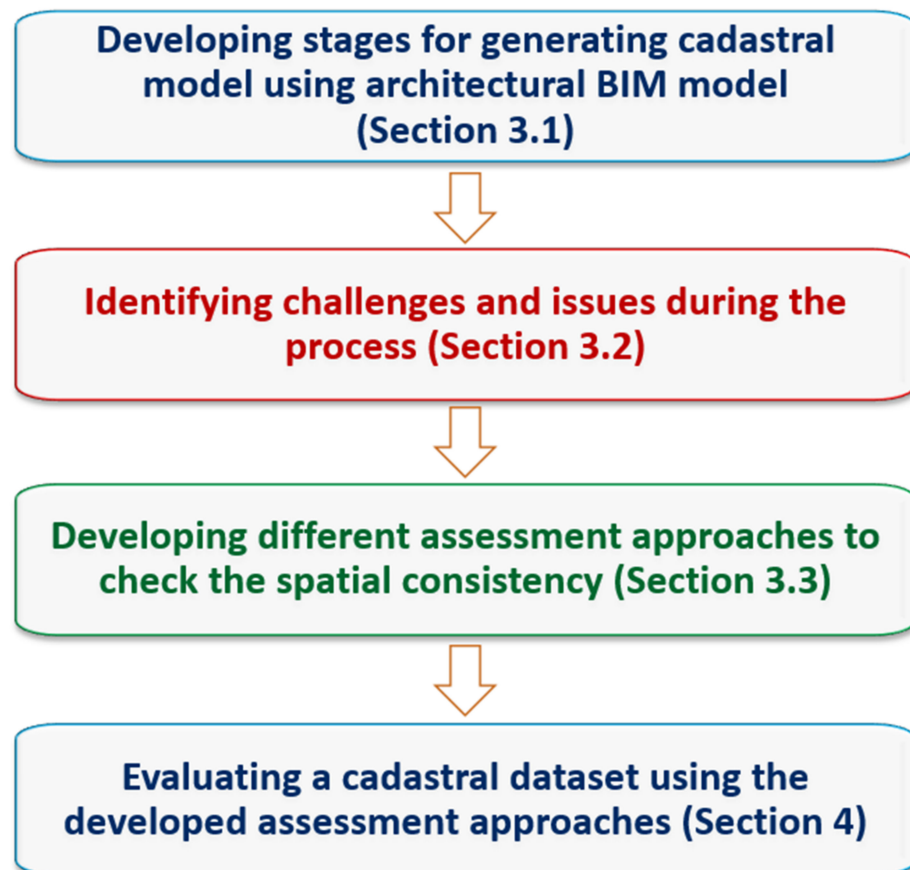 Developing stages for generating cadastral
model using architectural BIM model
(Section 3.1)
Identifying challenges and issues during the
process (Section 3.2)
Developing different assessment approaches to
check the spatial consistency (Section 3.3)
Evaluating a cadastral dataset using the
developed assessment approaches (Section 4)